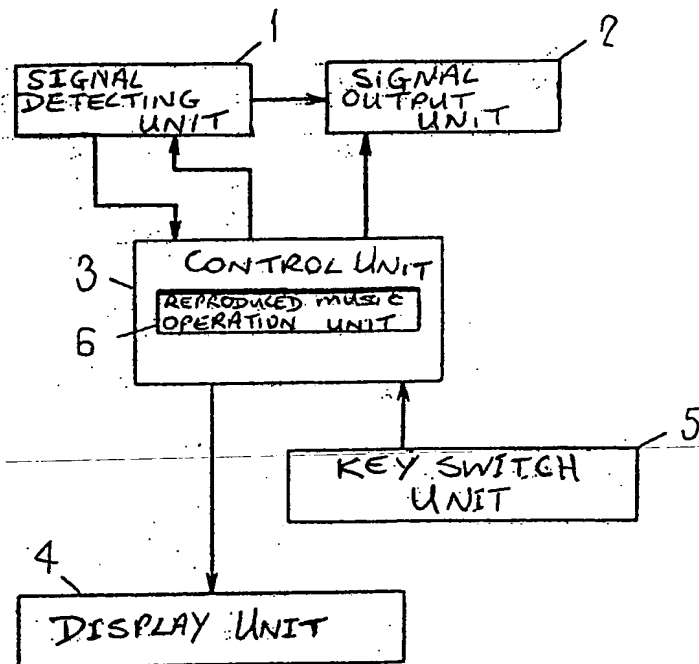 1
2
SIGNAL
DETECTING
UNIT
SIGNAL
OUTPUT
UNIT
3
CONTROL UNIT
REPRODUCED MUSIC
OPERATION UNIT
6
5
KEY SWITCH
UNIT
4
DISPLAY UNIT